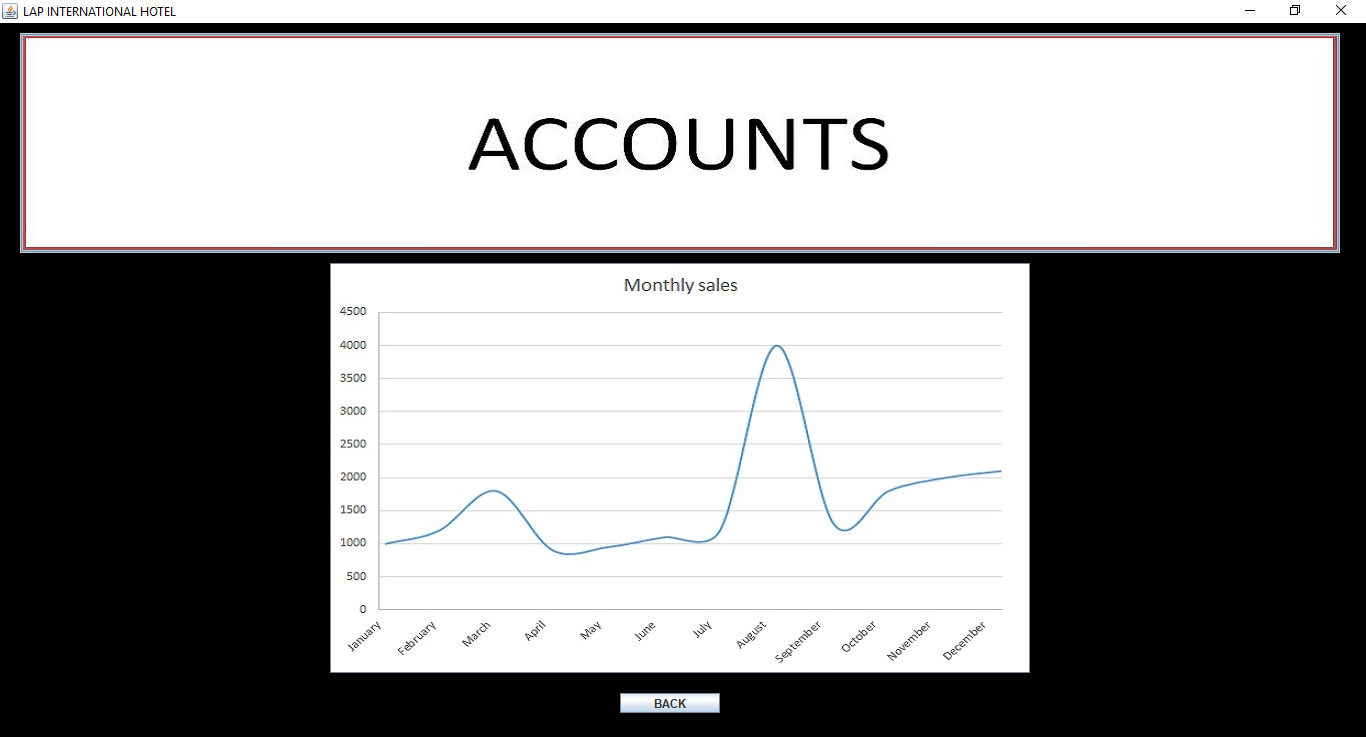 LAP INTERNATIONAL HOTEL
ACCOUNTS
Monthly sales
4500
4000
3500
3000
2500
2000
1500
1000
500
0
January
February
March
April
May
June
July
August
September
October
November
December
BACK